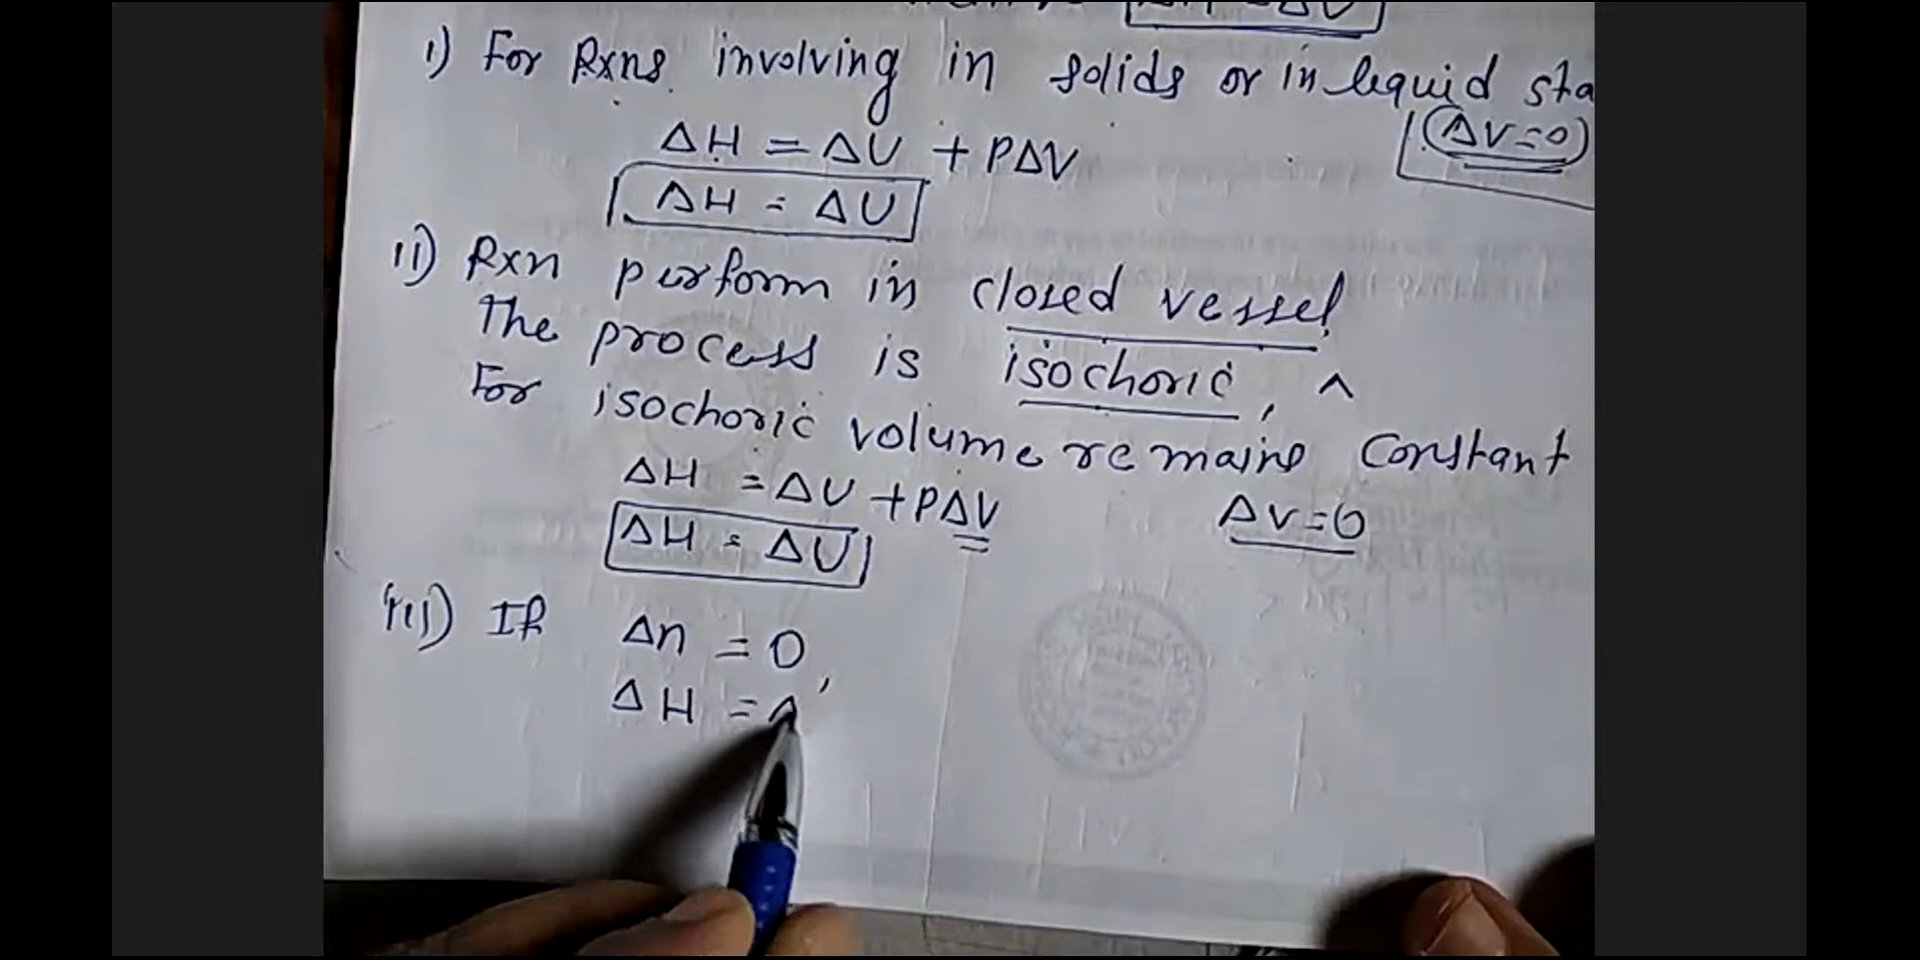 i) For Rxns involving in solids or in liquid sta
(ΔV=0)
ΔH = ΔU + PΔV
ΔH = ΔU
ii) Rxn perform in closed vessel
The process is isochoric,
For isochoric volume remains constant
ΔH = ΔU + PΔV ΔV=0
ΔH = ΔU
iii) If Δn = 0,
ΔH = Δ